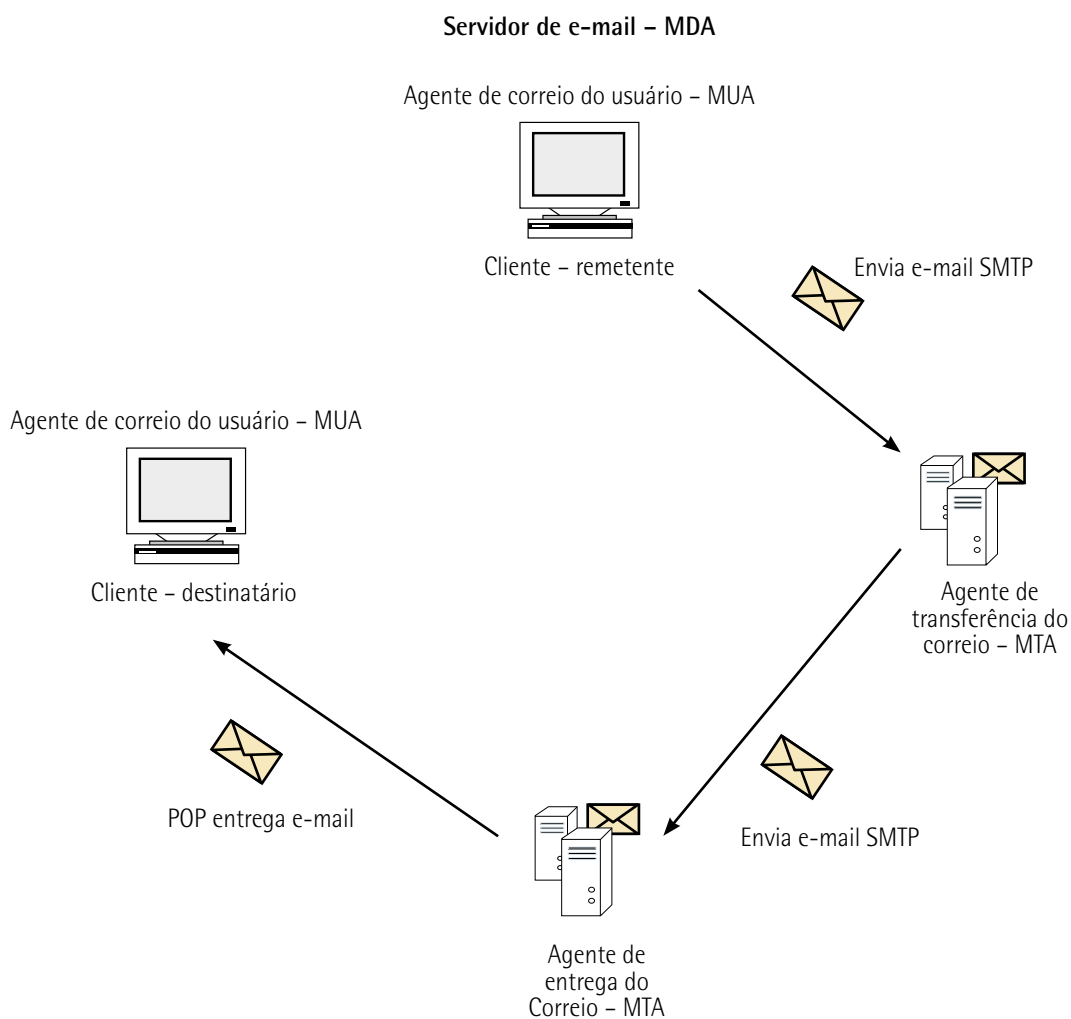 Servidor de e-mail – MDA
Agente de correio do usuário – MUA
Cliente – remetente
Envia e-mail SMTP
Agente de correio do usuário – MUA
Cliente – destinatário
Agente de
transferência do
correio – MTA
POP entrega e-mail
Envia e-mail SMTP
Agente de
entrega do
Correio – MTA